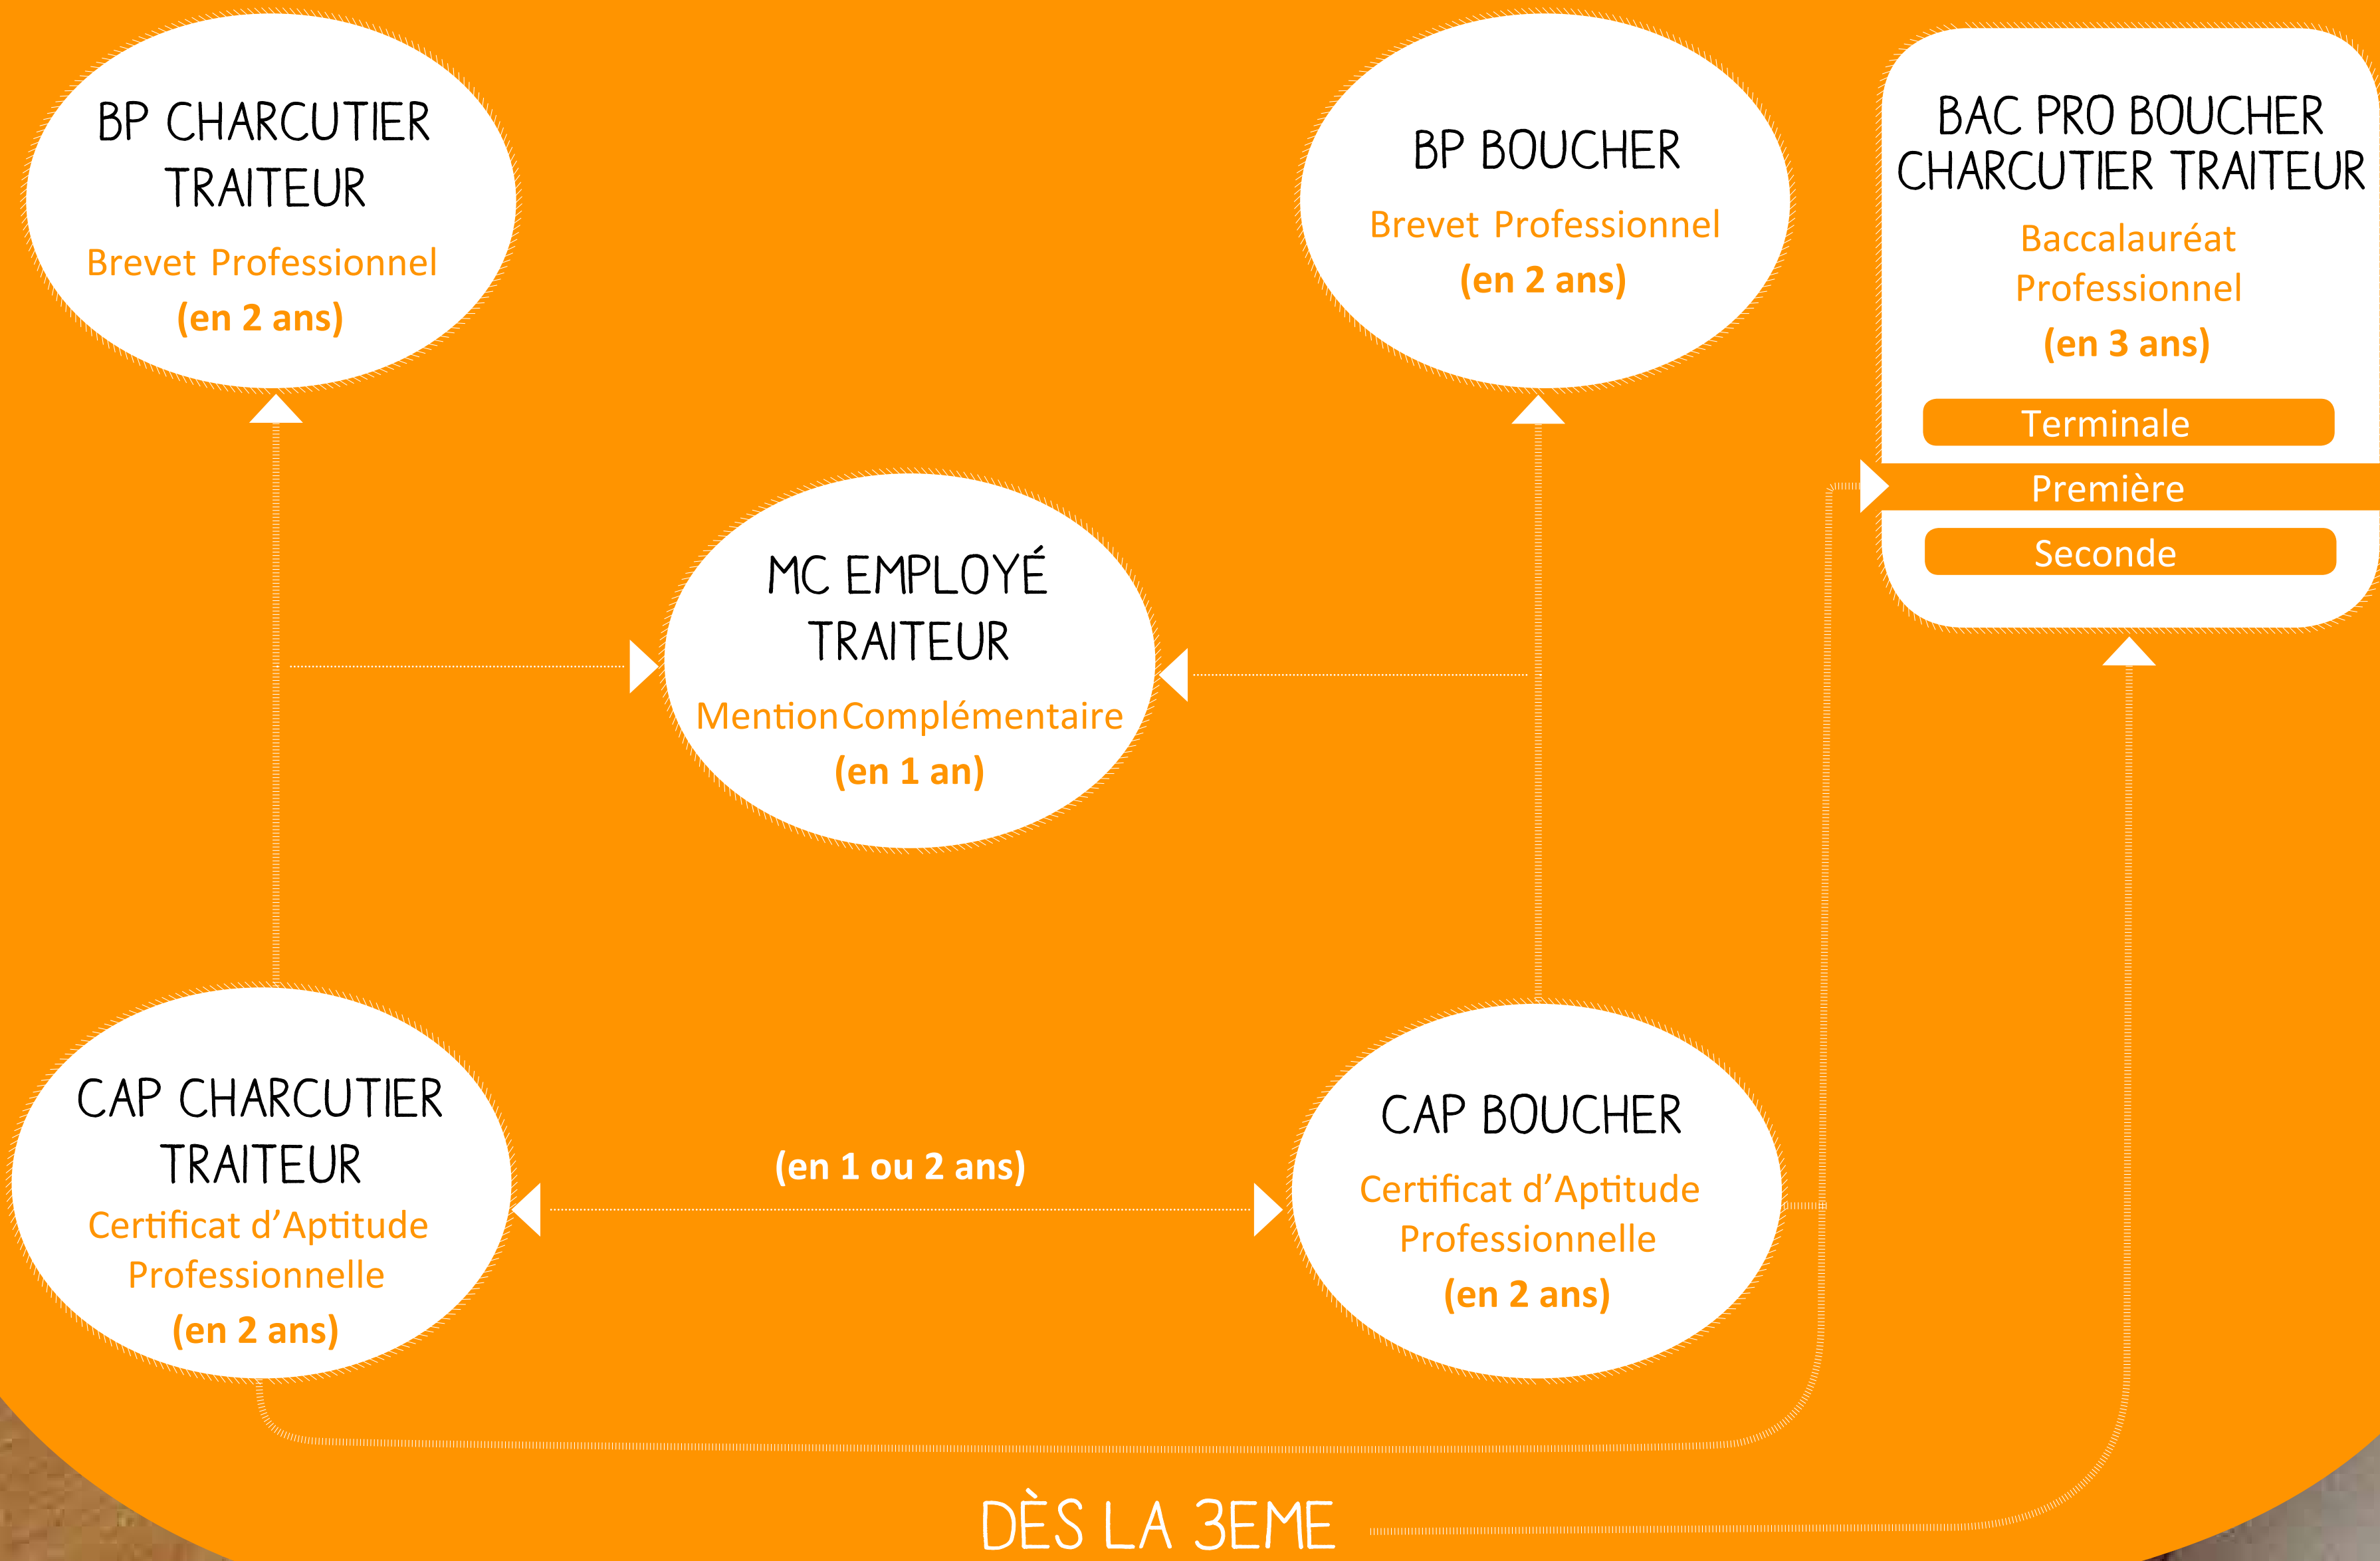 BP CHARCUTIER
TRAITEUR
Brevet Professionnel
(en 2 ans)
BP BOUCHER
Brevet Professionnel
(en 2 ans)
BAC PRO BOUCHER
CHARCUTIER TRAITEUR
Baccalauréat
Professionnel
(en 3 ans)
Terminale
Première
Seconde
MC EMPLOYÉ
TRAITEUR
Mention Complémentaire
(en 1 an)
CAP CHARCUTIER
TRAITEUR
Certificat d'Aptitude
Professionnelle
(en 2 ans)
(en 1 ou 2 ans)
CAP BOUCHER
Certificat d'Aptitude
Professionnelle
(en 2 ans)
DÈS LA 3EME